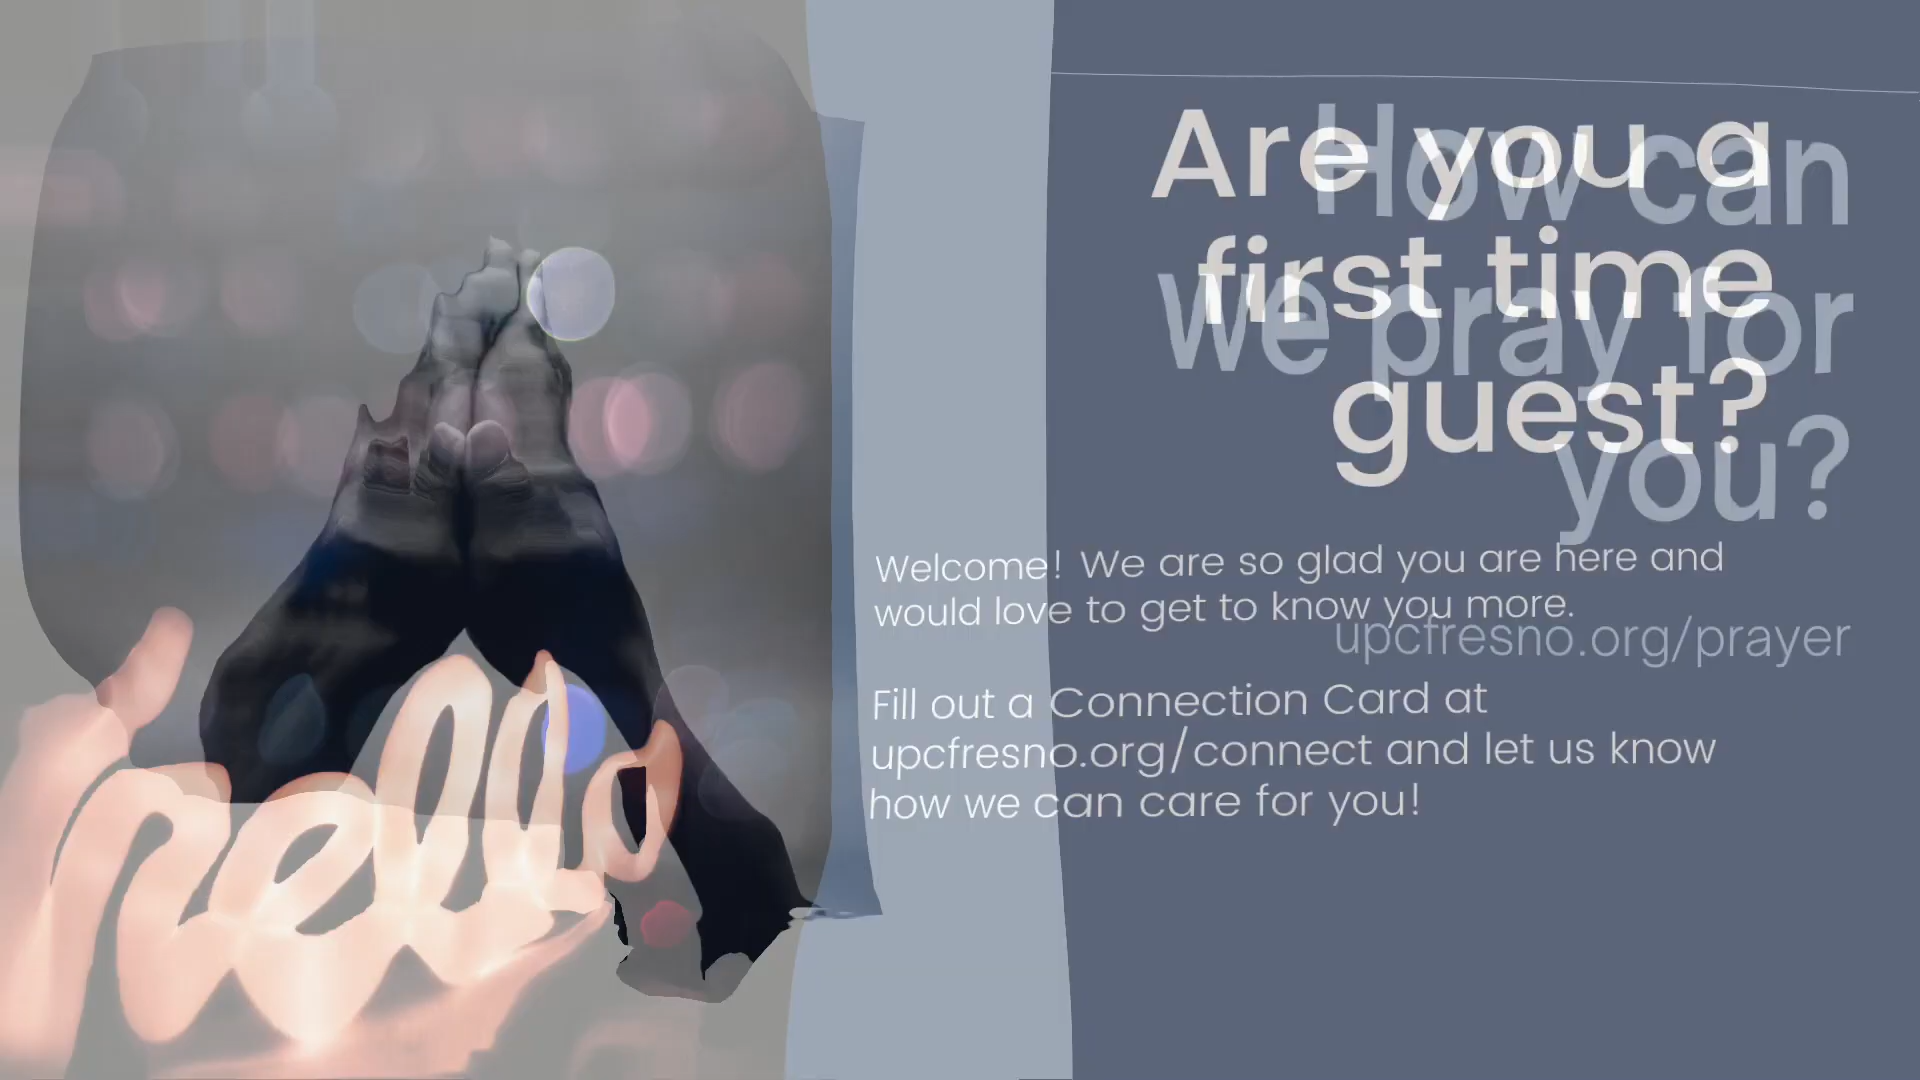 Are you a
first time
guest?
How can
we pray for
you?
Welcome! We are so glad you are here and
would love to get to know you more.
upcfresno.org/prayer
Fill out a Connection Card at
upcfresno.org/connect and let us know
how we can care for you!
hello